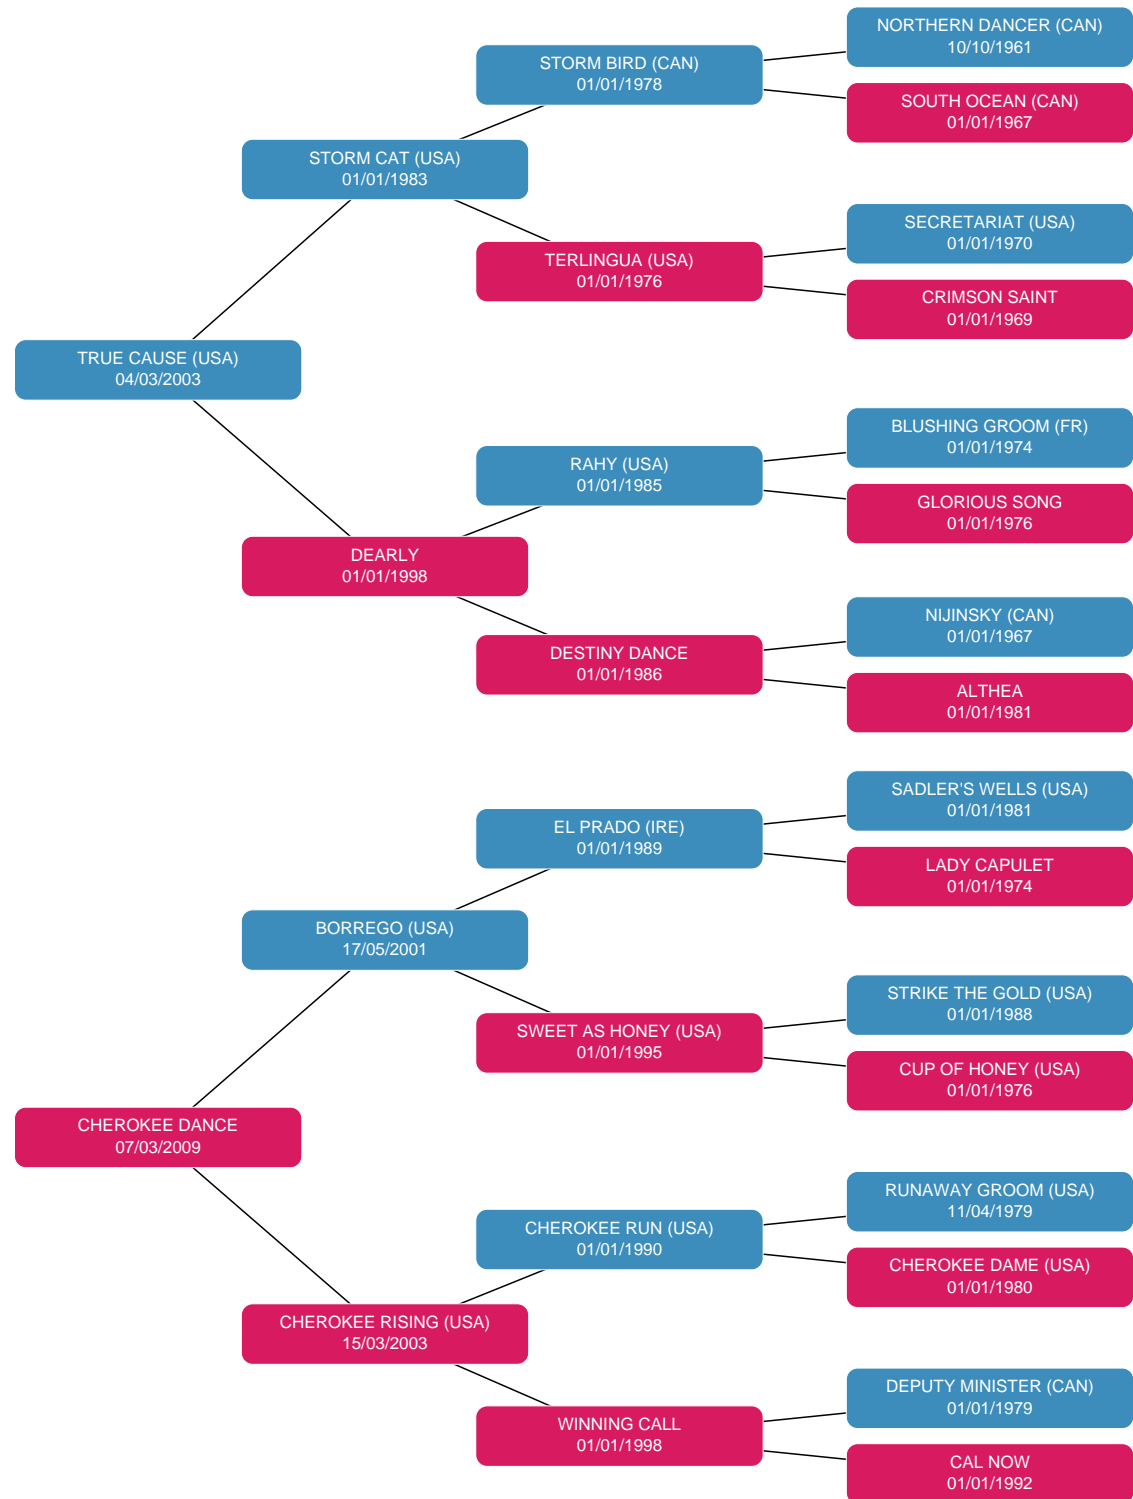 NORTHERN DANCER (CAN)
10/10/1961
STORM BIRD (CAN)
01/01/1978
SOUTH OCEAN (CAN)
01/01/1967
STORM CAT (USA)
01/01/1983
SECRETARIAT (USA)
01/01/1970
TERLINGUA (USA)
01/01/1976
CRIMSON SAINT
01/01/1969
TRUE CAUSE (USA)
04/03/2003
BLUSHING GROOM (FR)
01/01/1974
RAHY (USA)
01/01/1985
GLORIOUS SONG
01/01/1976
DEARLY
01/01/1998
NIJINSKY (CAN)
01/01/1967
DESTINY DANCE
01/01/1986
ALTHEA
01/01/1981
SADLER'S WELLS (USA)
01/01/1981
EL PRADO (IRE)
01/01/1989
LADY CAPULET
01/01/1974
BORREGO (USA)
17/05/2001
STRIKE THE GOLD (USA)
01/01/1988
SWEET AS HONEY (USA)
01/01/1995
CUP OF HONEY (USA)
01/01/1976
CHEROKEE DANCE
07/03/2009
RUNAWAY GROOM (USA)
11/04/1979
CHEROKEE RUN (USA)
01/01/1990
CHEROKEE DAME (USA)
01/01/1980
CHEROKEE RISING (USA)
15/03/2003
DEPUTY MINISTER (CAN)
01/01/1979
WINNING CALL
01/01/1998
CAL NOW
01/01/1992